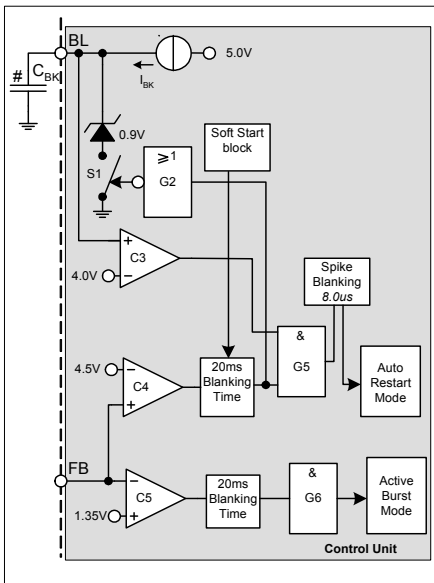 BL
# C_BK
I_BK
5.0V
0.9V
S1
≥1
G2
Soft Start
block
C3
4.0V
Spike
Blanking
8.0us
&
G5
4.5V
C4
20ms
Blanking
Time
Auto
Restart
Mode
FB
C5
1.35V
20ms
Blanking
Time
&
G6
Active
Burst
Mode
Control Unit